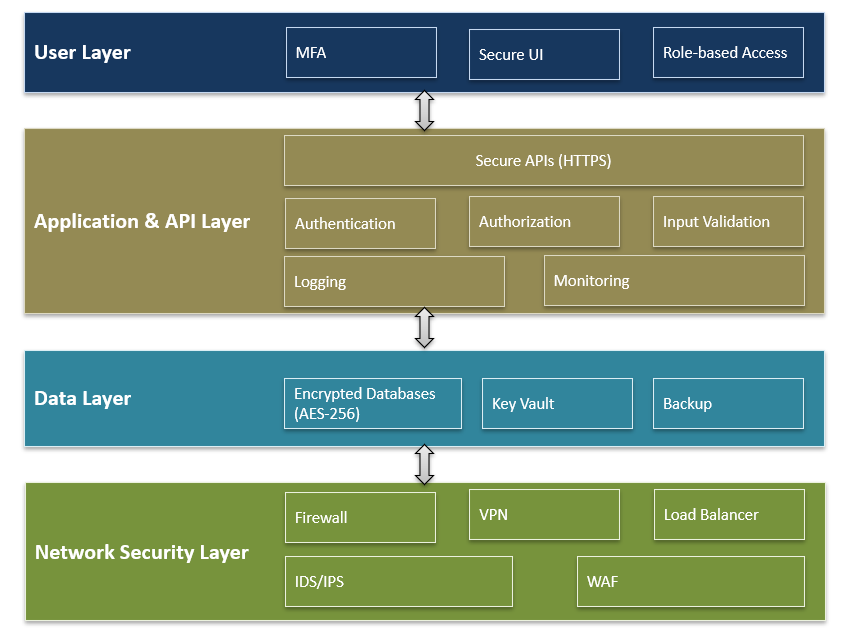 User Layer
MFA
Secure UI
Role-based Access
Application & API Layer
Secure APIs (HTTPS)
Authentication
Authorization
Input Validation
Logging
Monitoring
Data Layer
Encrypted Databases
(AES-256)
Key Vault
Backup
Network Security Layer
Firewall
VPN
Load Balancer
IDS/IPS
WAF